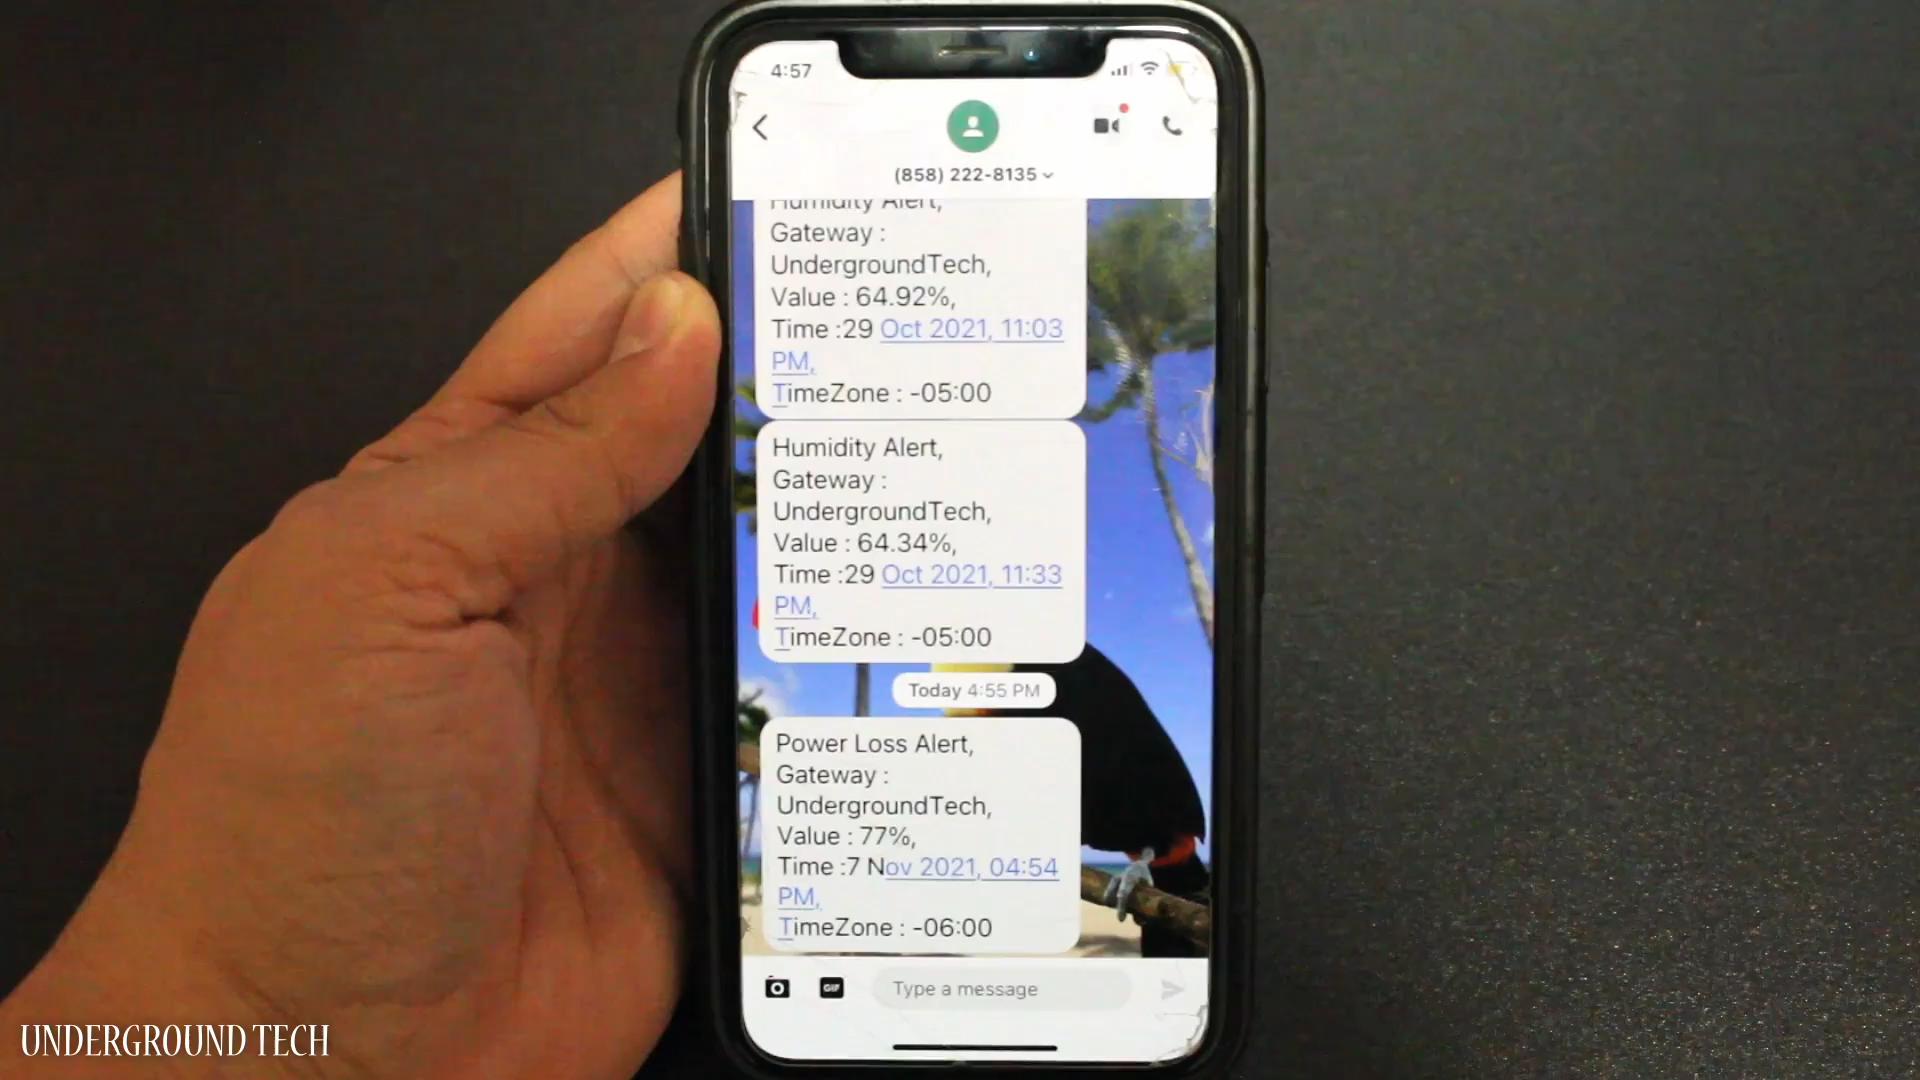 4:57
(858) 222-8135
Humidity Alert,
Gateway :
UndergroundTech,
Value : 64.92%,
Time :29 Oct 2021, 11:03
PM,
TimeZone : -05:00
Humidity Alert,
Gateway :
UndergroundTech,
Value : 64.34%,
Time :29 Oct 2021, 11:33
PM,
TimeZone : -05:00
Today 4:55 PM
Power Loss Alert,
Gateway :
UndergroundTech,
Value : 77%,
Time :7 Nov 2021, 04:54
PM,
TimeZone : -06:00
GIF
Type a message
UNDERGROUND TECH